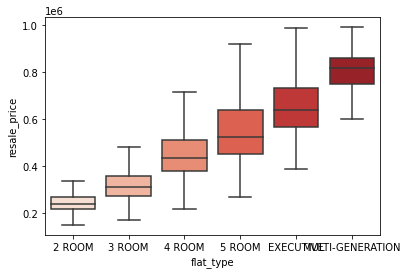 1e6
1.0
0.8
0.6
0.4
0.2
resale_price
2 ROOM 3 ROOM 4 ROOM 5 ROOM EXECUTIVE MULTI-GENERATION
flat_type